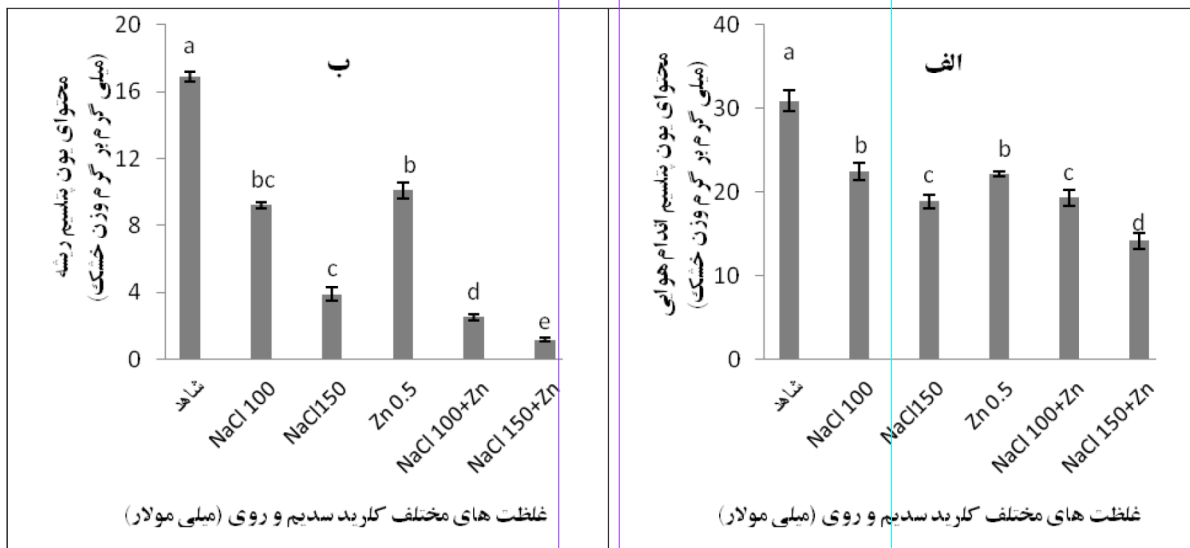 الف
محتوای یون پتاسیم اندام هوایی
(میلی گرم بر گرم وزن خشک)
40
30
20
10
0
a
b
c
b
c
d
شاهد
NaCl 100
NaCl150
Zn 0.5
NaCl 100+Zn
NaCl 150+Zn
غلظت های مختلف کلرید سدیم و روی (میلی مولار)
ب
محتوای یون پتاسیم ریشه
(میلی گرم بر گرم وزن خشک)
20
16
12
8
4
0
a
bc
c
b
d
e
شاهد
NaCl 100
NaCl150
Zn 0.5
NaCl 100+Zn
NaCl 150+Zn
غلظت های مختلف کلرید سدیم و روی (میلی مولار)